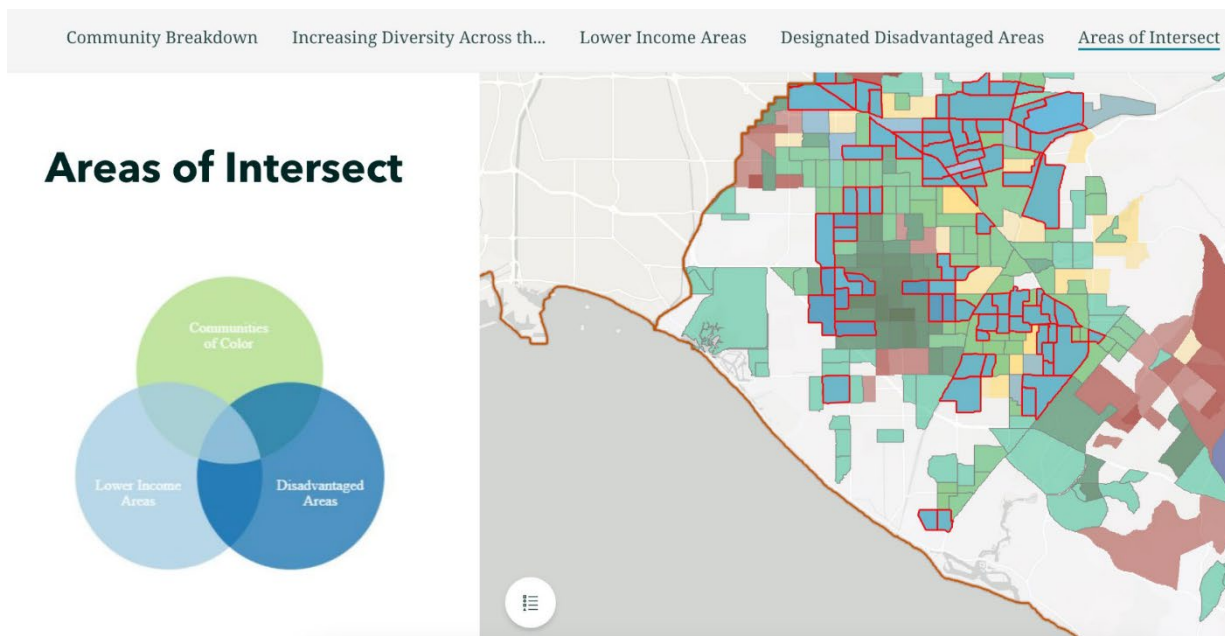 Community Breakdown
Increasing Diversity Across th...
Lower Income Areas
Designated Disadvantaged Areas
Areas of Intersect
Areas of Intersect
Communities
of Color
Lower Income
Areas
Disadvantaged
Areas